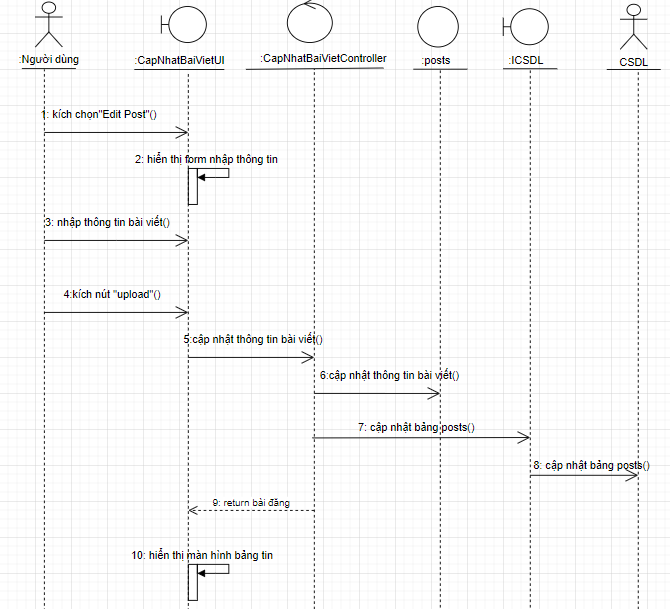 :Người dùng
:CapNhatBaiVietUI
:CapNhatBaiVietController
:posts
:ICSDL
CSDL
1: kích chọn"Edit Post"()
2: hiển thị form nhập thông tin
3: nhập thông tin bài viết()
4:kích nút "upload"()
5:cập nhật thông tin bài viết()
6:cập nhật thông tin bài viết()
7: cập nhật bảng posts()
8: cập nhật bảng posts()
9: return bài đăng
10: hiển thị màn hình bảng tin